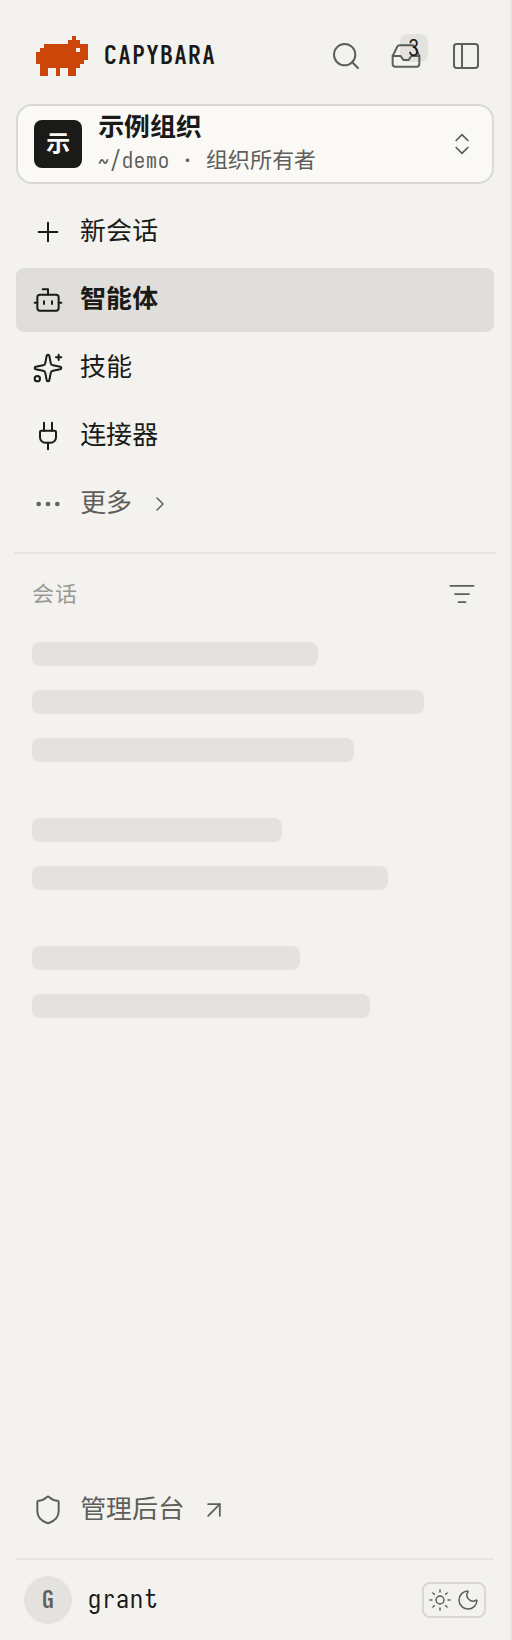 CAPYBARA
3
示
示例组织
~/demo · 组织所有者
新会话
智能体
技能
连接器
更多
会话
管理后台
G
grant